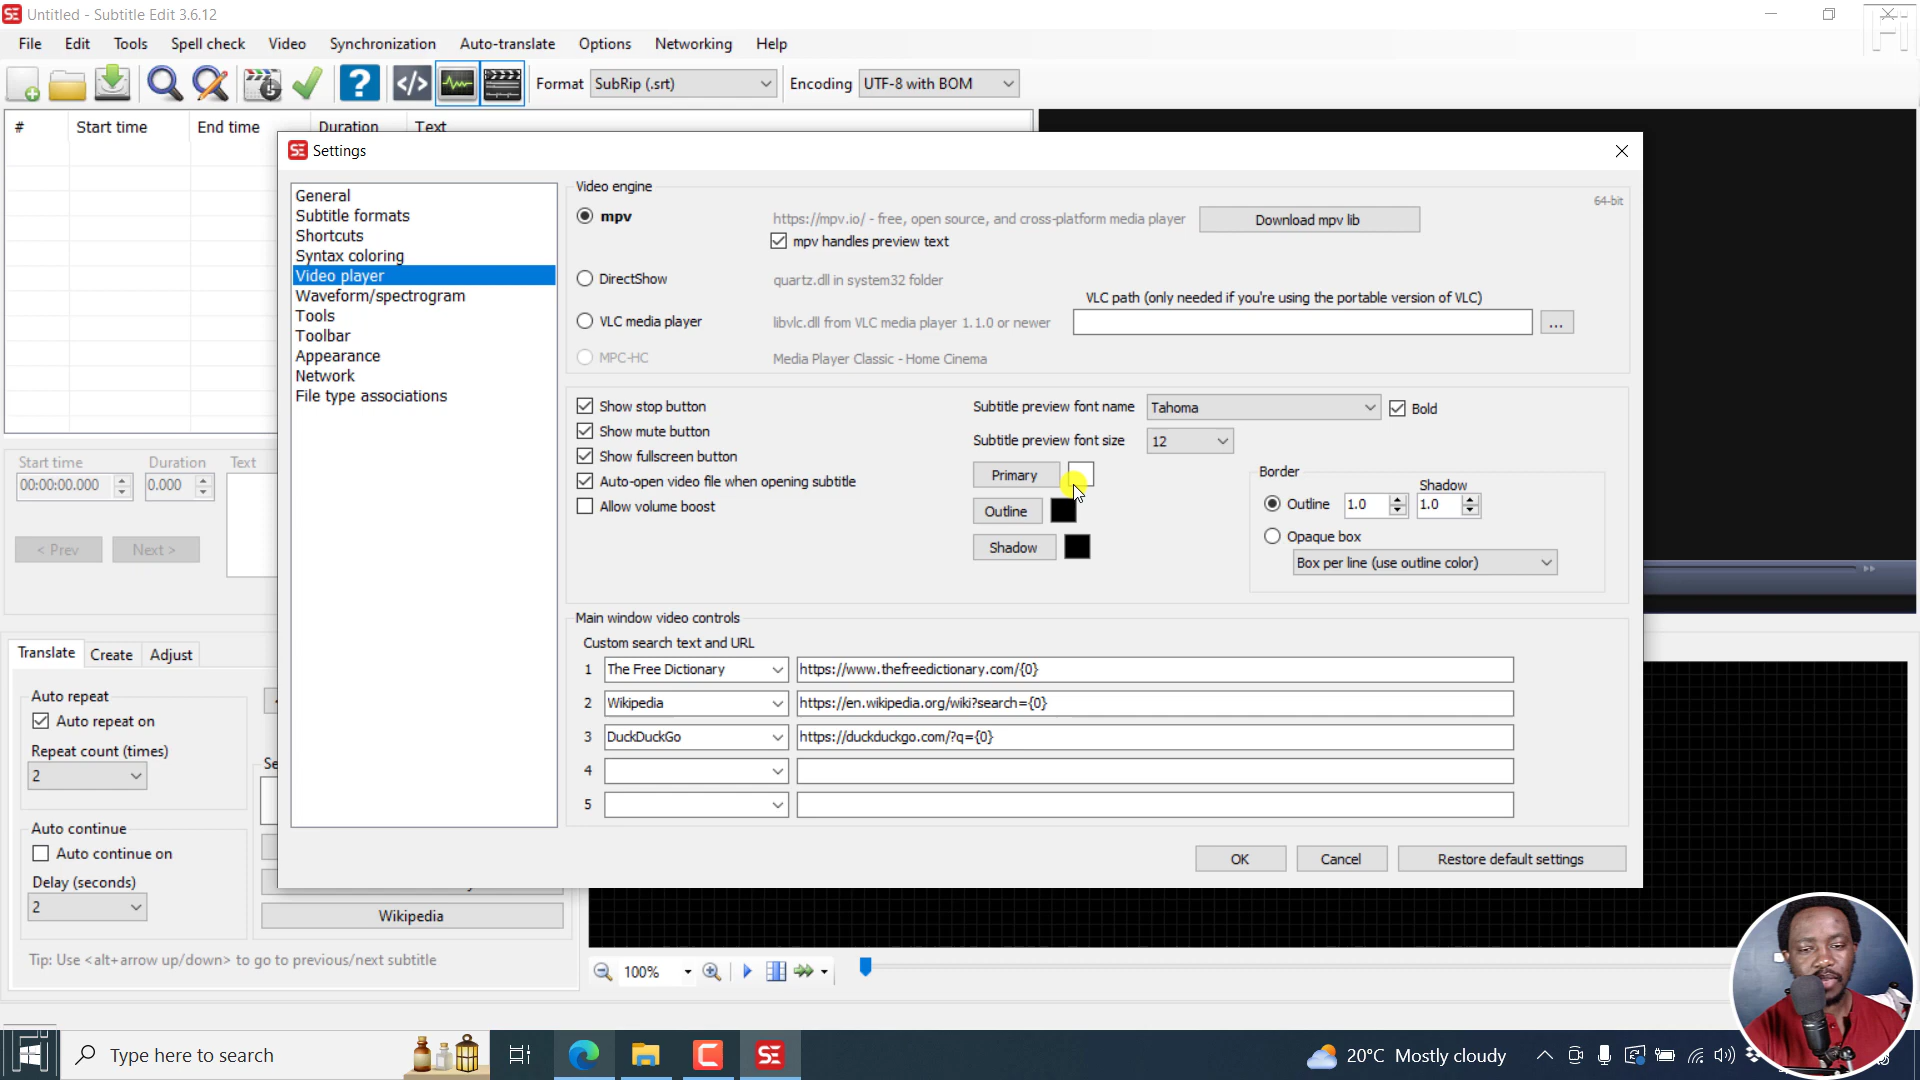 Untitled - Subtitle Edit 3.6.12
File Edit Tools Spell check Video Synchronization Auto-translate Options Networking Help
Format SubRip (.srt) Encoding UTF-8 with BOM
# Start time End time Duration Text
Settings
General
Subtitle formats
Shortcuts
Syntax coloring
Video player
Waveform/spectrogram
Tools
Toolbar
Appearance
Network
File type associations
Video engine
64-bit
mpv https://mpv.io/ - free, open source, and cross-platform media player Download mpv lib
mpv handles preview text
DirectShow quartz.dll in system32 folder
VLC path (only needed if you're using the portable version of VLC)
VLC media player libvlc.dll from VLC media player 1.1.0 or newer ...
MPC-HC Media Player Classic - Home Cinema
Show stop button
Show mute button
Show fullscreen button
Auto-open video file when opening subtitle
Allow volume boost
Subtitle preview font name Tahoma Bold
Subtitle preview font size 12
Primary
Outline
Shadow
Border
Shadow
Outline 1.0 1.0
Opaque box
Box per line (use outline color)
Main window video controls
Custom search text and URL
1 The Free Dictionary https://www.thefreedictionary.com/{0}
2 Wikipedia https://en.wikipedia.org/wiki?search={0}
3 DuckDuckGo https://duckduckgo.com/?q={0}
4
5
OK Cancel Restore default settings
Start time Duration Text
00:00:00.000 0.000
< Prev Next >
Translate Create Adjust
Auto repeat
Auto repeat on
Repeat count (times)
2
Auto continue
Auto continue on
Delay (seconds)
2
Se
Wikipedia
Tip: Use <alt+arrow up/down> to go to previous/next subtitle
100%
Type here to search
20°C Mostly cloudy